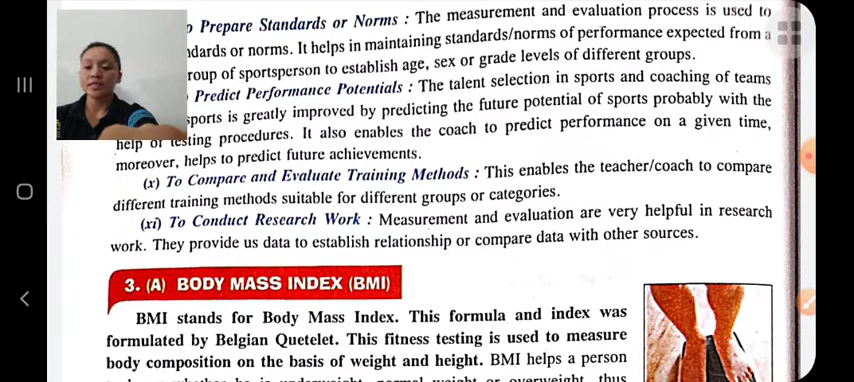 o Prepare Standards or Norms : The measurement and evaluation process is used to
ndards or norms. It helps in maintaining standards/norms of performance expected from a
roup of sportsperson to establish age, sex or grade levels of different groups.
Predict Performance Potentials : The talent selection in sports and coaching of teams
sports is greatly improved by predicting the future potential of sports probably with the
help of testing procedures. It also enables the coach to predict performance on a given time,
moreover, helps to predict future achievements.
(x) To Compare and Evaluate Training Methods : This enables the teacher/coach to compare
different training methods suitable for different groups or categories.
(xi) To Conduct Research Work : Measurement and evaluation are very helpful in research
work. They provide us data to establish relationship or compare data with other sources.
3. (A) BODY MASS INDEX (BMI)
BMI stands for Body Mass Index. This formula and index was
formulated by Belgian Quetelet. This fitness testing is used to measure
body composition on the basis of weight and height. BMI helps a person
underweight, normal weight or overweight, thus